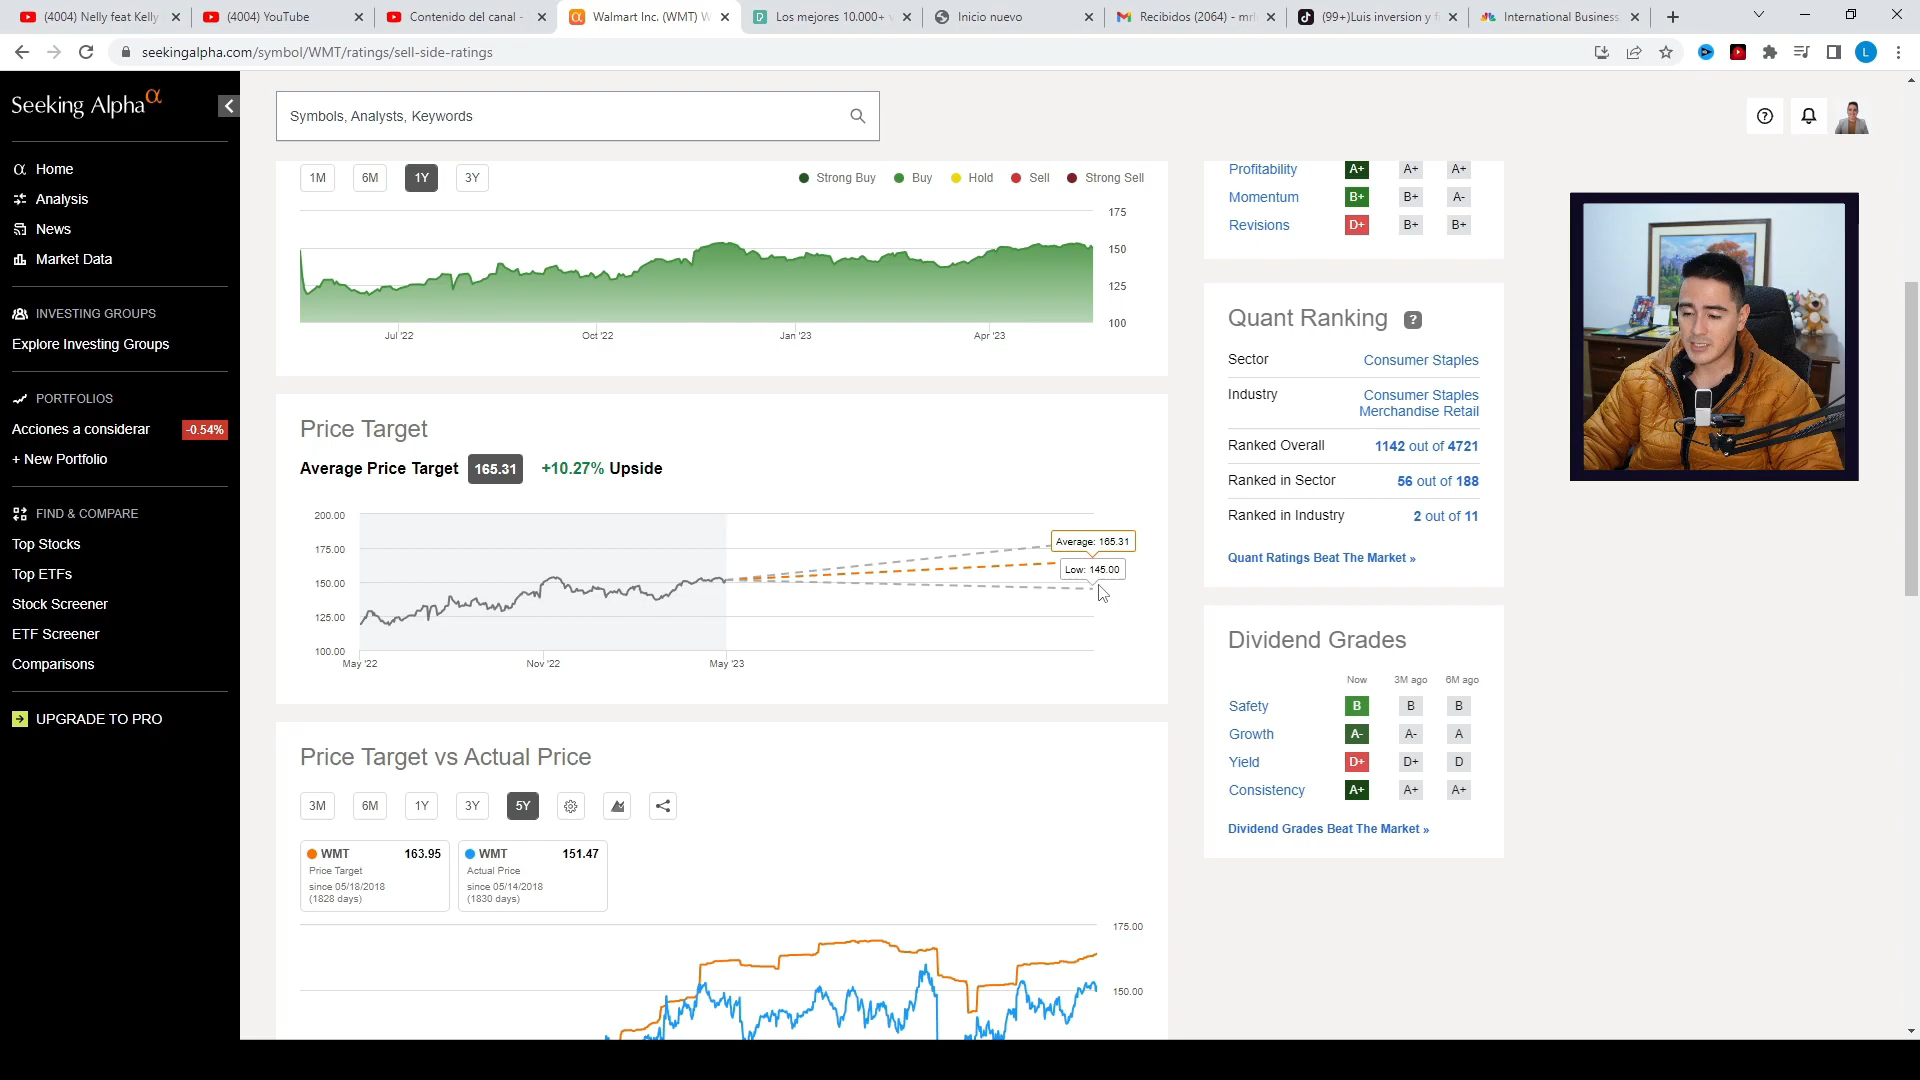 (4004) Nelly feat Kelly
(4004) YouTube
Contenido del canal -
Walmart Inc. (WMT) W
Los mejores 10.000+ v
Inicio nuevo
Recibidos (2064) - mrl
(99+)Luis inversion y f
International Business
seekingalpha.com/symbol/WMT/ratings/sell-side-ratings
L
Seeking Alpha α
Home
Analysis
News
Market Data
INVESTING GROUPS
Explore Investing Groups
PORTFOLIOS
Acciones a considerar -0.54%
+ New Portfolio
FIND & COMPARE
Top Stocks
Top ETFs
Stock Screener
ETF Screener
Comparisons
UPGRADE TO PRO
Symbols, Analysts, Keywords
1M 6M 1Y 3Y
Strong Buy Buy Hold Sell Strong Sell
175
150
125
100
Jul '22 Oct '22 Jan '23 Apr '23
Price Target
Average Price Target 165.31 +10.27% Upside
200.00
175.00
150.00
125.00
100.00
Average: 165.31
Low: 145.00
May '22 Nov '22 May '23
Price Target vs Actual Price
3M 6M 1Y 3Y 5Y
WMT 163.95
Price Target
since 05/18/2018
(1828 days)
WMT 151.47
Actual Price
since 05/14/2018
(1830 days)
175.00
150.00
Profitability A+ A+ A+
Momentum B+ B+ A-
Revisions D+ B+ B+
Quant Ranking ?
Sector Consumer Staples
Industry Consumer Staples
Merchandise Retail
Ranked Overall 1142 out of 4721
Ranked in Sector 56 out of 188
Ranked in Industry 2 out of 11
Quant Ratings Beat The Market »
Dividend Grades
Now 3M ago 6M ago
Safety B B B
Growth A- A- A
Yield D+ D+ D
Consistency A+ A+ A+
Dividend Grades Beat The Market »